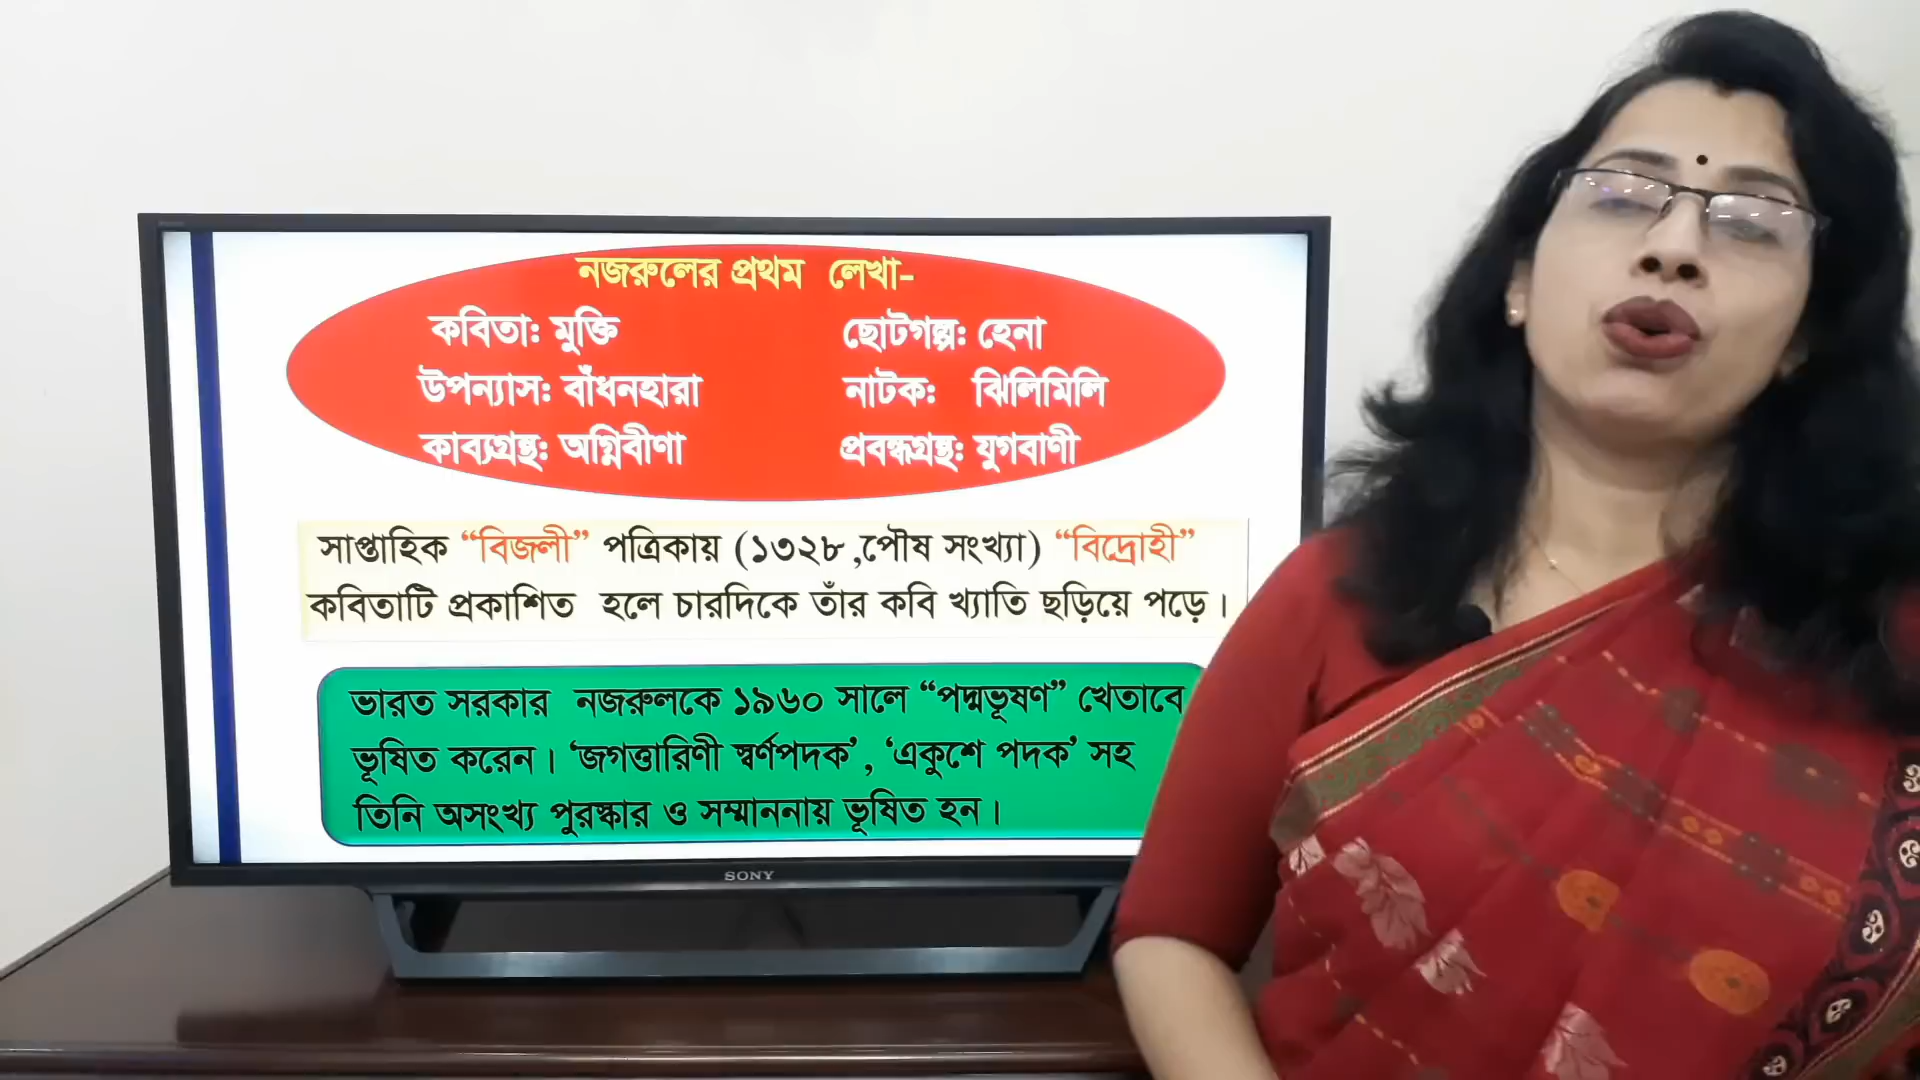 নজরুলের প্রথম লেখা-
কবিতা: মুক্তি ছোটগল্প: হেনা
উপন্যাস: বাঁধনহারা নাটক: ঝিলিমিলি
কাব্যগ্রন্থ: অগ্নিবীণা প্রবন্ধগ্রন্থ: যুগবাণী
সাপ্তাহিক “বিজলী” পত্রিকায় (১৩২৮ ,পৌষ সংখ্যা) “বিদ্রোহী”
কবিতাটি প্রকাশিত হলে চারদিকে তাঁর কবি খ্যাতি ছড়িয়ে পড়ে।
ভারত সরকার নজরুলকে ১৯৬০ সালে “পদ্মভূষণ” খেতাবে
ভূষিত করেন। ‘জগত্তারিণী স্বর্ণপদক’, ‘একুশে পদক’ সহ
তিনি অসংখ্য পুরস্কার ও সম্মাননায় ভূষিত হন।
SONY